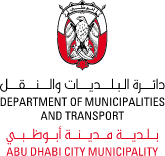 دائرة البلديات والنقل
DEPARTMENT OF MUNICIPALITIES
AND TRANSPORT
بلدية مدينة أبوظبي
ABU DHABI CITY MUNICIPALITY